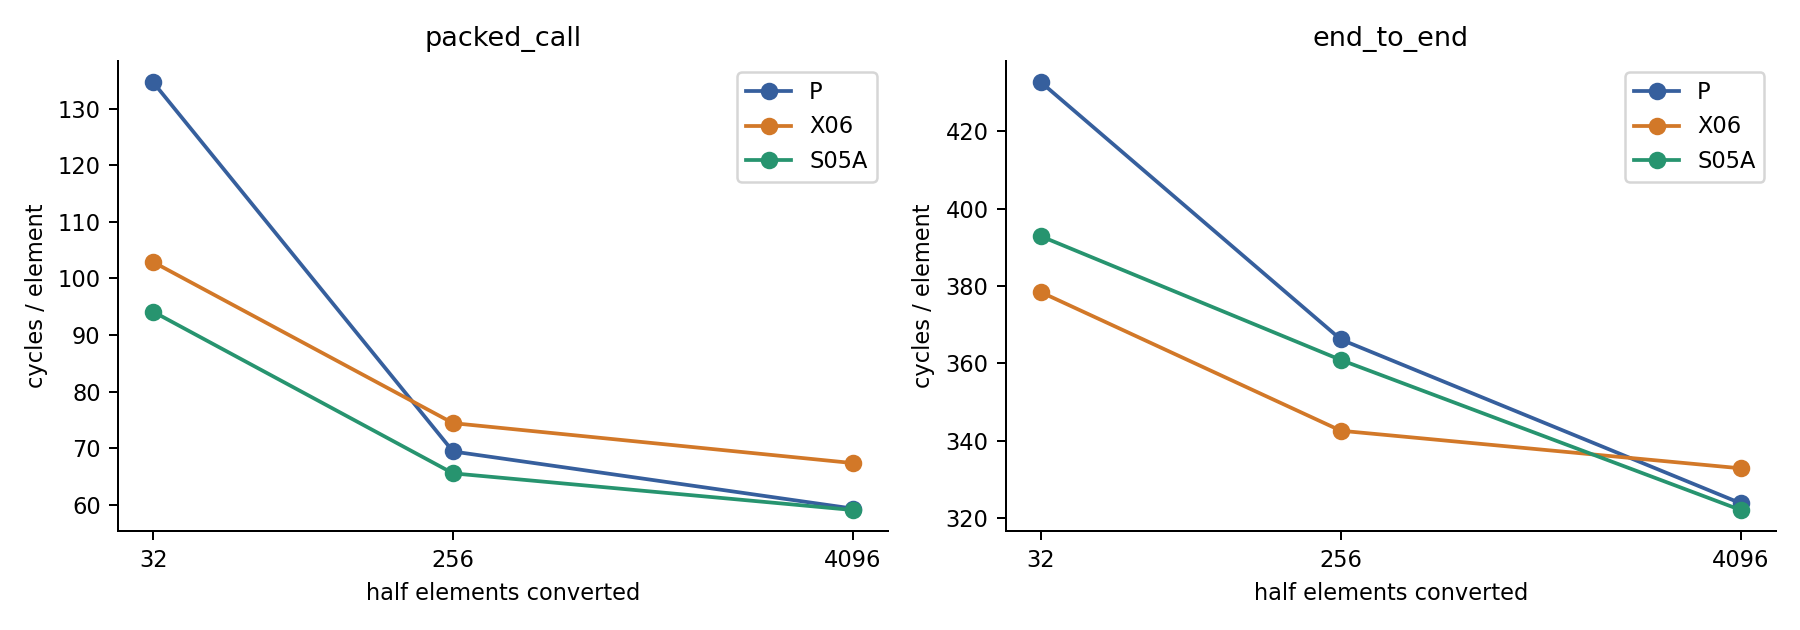 packed_call
130
120
110
100
90
80
70
60
cycles / element
32
256
4096
half elements converted
P
X06
S05A
end_to_end
420
400
380
360
340
320
cycles / element
32
256
4096
half elements converted
P
X06
S05A